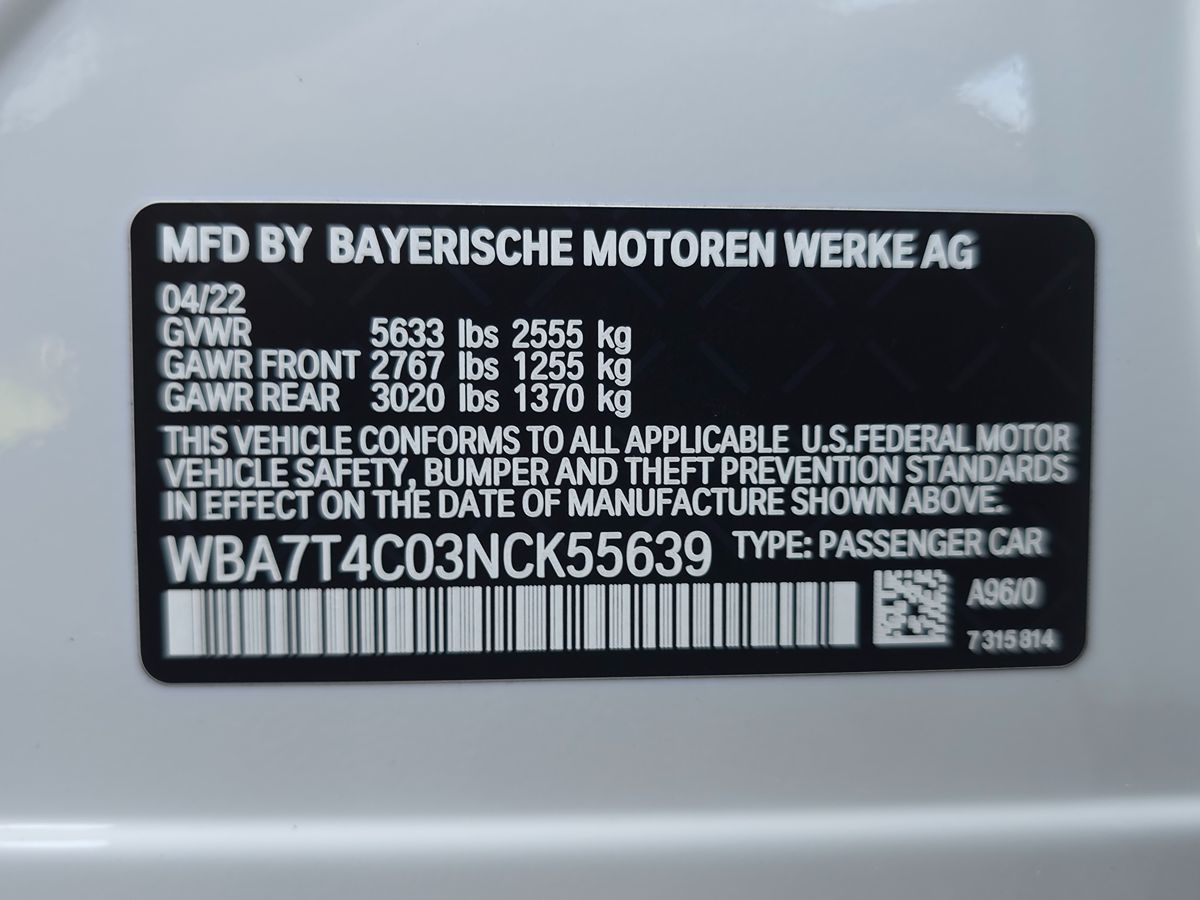 MFD BY BAYERISCHE MOTOREN WERKE AG
04/22
GVWR 5633 lbs 2555 kg
GAWR FRONT 2767 lbs 1255 kg
GAWR REAR 3020 lbs 1370 kg
THIS VEHICLE CONFORMS TO ALL APPLICABLE U.S.FEDERAL MOTOR
VEHICLE SAFETY, BUMPER AND THEFT PREVENTION STANDARDS
IN EFFECT ON THE DATE OF MANUFACTURE SHOWN ABOVE.
WBA7T4C03NCK55639 TYPE: PASSENGER CAR
A96/0
7 315 814